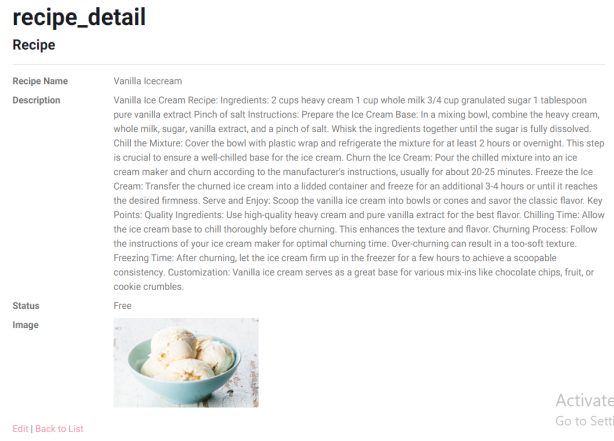 recipe_detail
Recipe
Recipe Name Vanilla Icecream
Description Vanilla Ice Cream Recipe: Ingredients: 2 cups heavy cream 1 cup whole milk 3/4 cup granulated sugar 1 tablespoon
pure vanilla extract Pinch of salt Instructions: Prepare the Ice Cream Base: In a mixing bowl, combine the heavy cream,
whole milk, sugar, vanilla extract, and a pinch of salt. Whisk the ingredients together until the sugar is fully dissolved.
Chill the Mixture: Cover the bowl with plastic wrap and refrigerate the mixture for at least 2 hours or overnight. This step
is crucial to ensure a well-chilled base for the ice cream. Churn the Ice Cream: Pour the chilled mixture into an ice
cream maker and churn according to the manufacturer's instructions, usually for about 20-25 minutes. Freeze the Ice
Cream: Transfer the churned ice cream into a lidded container and freeze for an additional 3-4 hours or until it reaches
the desired firmness. Serve and Enjoy: Scoop the vanilla ice cream into bowls or cones and savor the classic flavor. Key
Points: Quality Ingredients: Use high-quality heavy cream and pure vanilla extract for the best flavor. Chilling Time: Allow
the ice cream base to chill thoroughly before churning. This enhances the texture and flavor. Churning Process: Follow
the instructions of your ice cream maker for optimal churning time. Over-churning can result in a too-soft texture.
Freezing Time: After churning, let the ice cream firm up in the freezer for a few hours to achieve a scoopable
consistency. Customization: Vanilla ice cream serves as a great base for various mix-ins like chocolate chips, fruit, or
cookie crumbles.
Status Free
Image
Activate
Go to Setti
Edit | Back to List